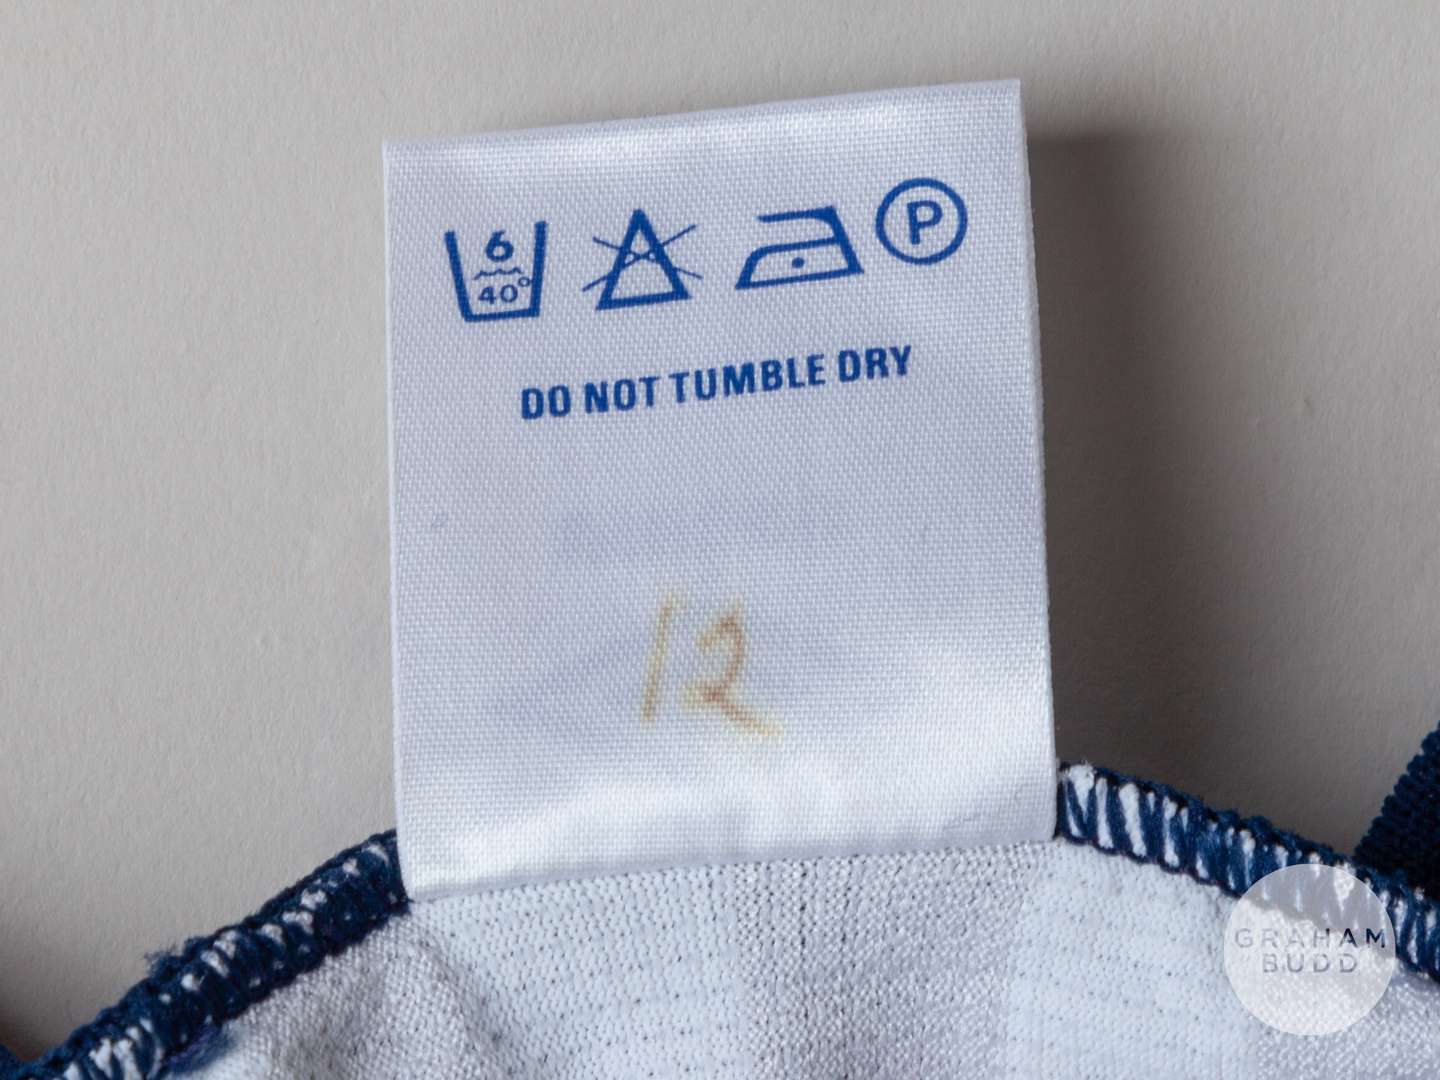 6
40°
P
DO NOT TUMBLE DRY
12
GRAHAM
BUDD